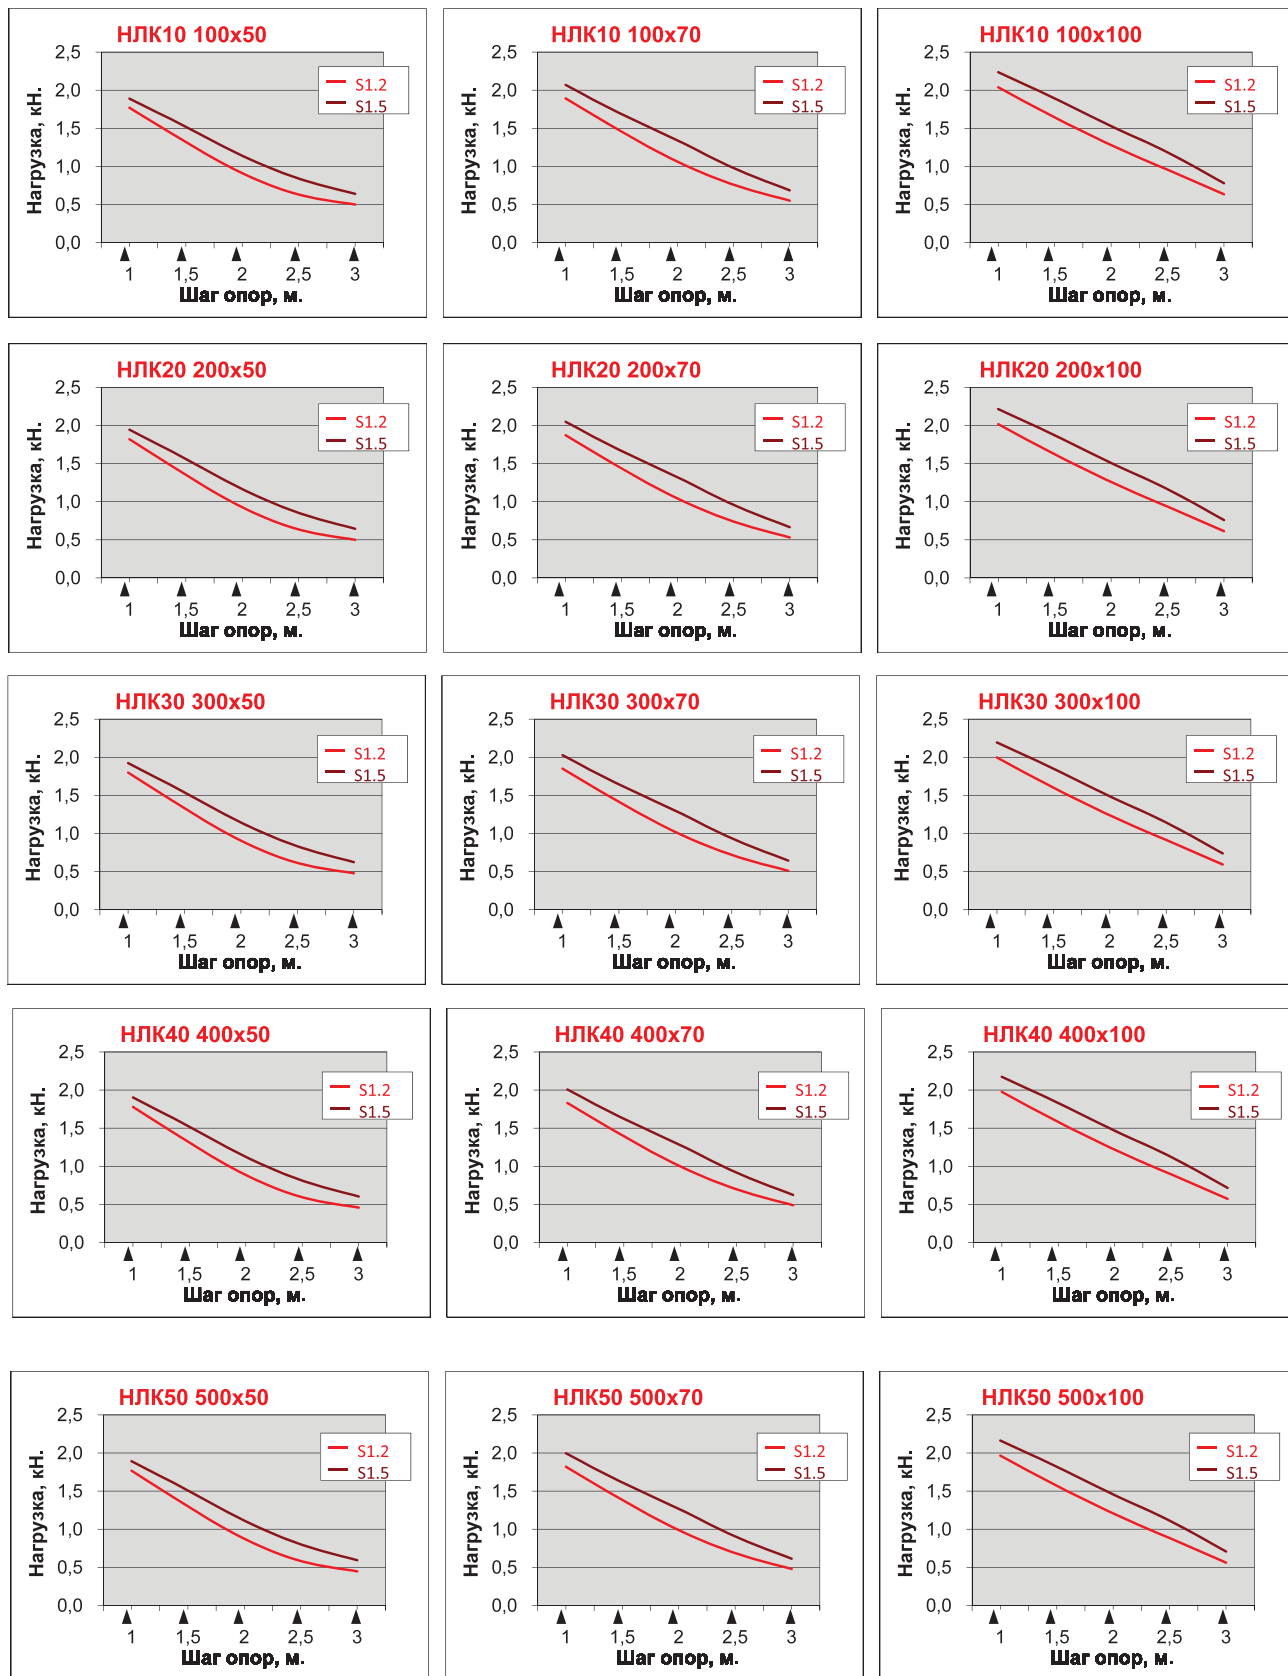 НЛК10 100x50
2,5
2,0
1,5
1,0
0,5
0,0
Нагрузка, кН.
S1.2
S1.5
1 1,5 2 2,5 3
Шаг опор, м.
НЛК10 100x70
2,5
2,0
1,5
1,0
0,5
0,0
Нагрузка, кН.
S1.2
S1.5
1 1,5 2 2,5 3
Шаг опор, м.
НЛК10 100x100
2,5
2,0
1,5
1,0
0,5
0,0
Нагрузка, кН.
S1.2
S1.5
1 1,5 2 2,5 3
Шаг опор, м.
НЛК20 200x50
2,5
2,0
1,5
1,0
0,5
0,0
Нагрузка, кН.
S1.2
S1.5
1 1,5 2 2,5 3
Шаг опор, м.
НЛК20 200x70
2,5
2,0
1,5
1,0
0,5
0,0
Нагрузка, кН.
S1.2
S1.5
1 1,5 2 2,5 3
Шаг опор, м.
НЛК20 200x100
2,5
2,0
1,5
1,0
0,5
0,0
Нагрузка, кН.
S1.2
S1.5
1 1,5 2 2,5 3
Шаг опор, м.
НЛК30 300x50
2,5
2,0
1,5
1,0
0,5
0,0
Нагрузка, кН.
S1.2
S1.5
1 1,5 2 2,5 3
Шаг опор, м.
НЛК30 300x70
2,5
2,0
1,5
1,0
0,5
0,0
Нагрузка, кН.
S1.2
S1.5
1 1,5 2 2,5 3
Шаг опор, м.
НЛК30 300x100
2,5
2,0
1,5
1,0
0,5
0,0
Нагрузка, кН.
S1.2
S1.5
1 1,5 2 2,5 3
Шаг опор, м.
НЛК40 400x50
2,5
2,0
1,5
1,0
0,5
0,0
Нагрузка, кН.
S1.2
S1.5
1 1,5 2 2,5 3
Шаг опор, м.
НЛК40 400x70
2,5
2,0
1,5
1,0
0,5
0,0
Нагрузка, кН.
S1.2
S1.5
1 1,5 2 2,5 3
Шаг опор, м.
НЛК40 400x100
2,5
2,0
1,5
1,0
0,5
0,0
Нагрузка, кН.
S1.2
S1.5
1 1,5 2 2,5 3
Шаг опор, м.
НЛК50 500x50
2,5
2,0
1,5
1,0
0,5
0,0
Нагрузка, кН.
S1.2
S1.5
1 1,5 2 2,5 3
Шаг опор, м.
НЛК50 500x70
2,5
2,0
1,5
1,0
0,5
0,0
Нагрузка, кН.
S1.2
S1.5
1 1,5 2 2,5 3
Шаг опор, м.
НЛК50 500x100
2,5
2,0
1,5
1,0
0,5
0,0
Нагрузка, кН.
S1.2
S1.5
1 1,5 2 2,5 3
Шаг опор, м.